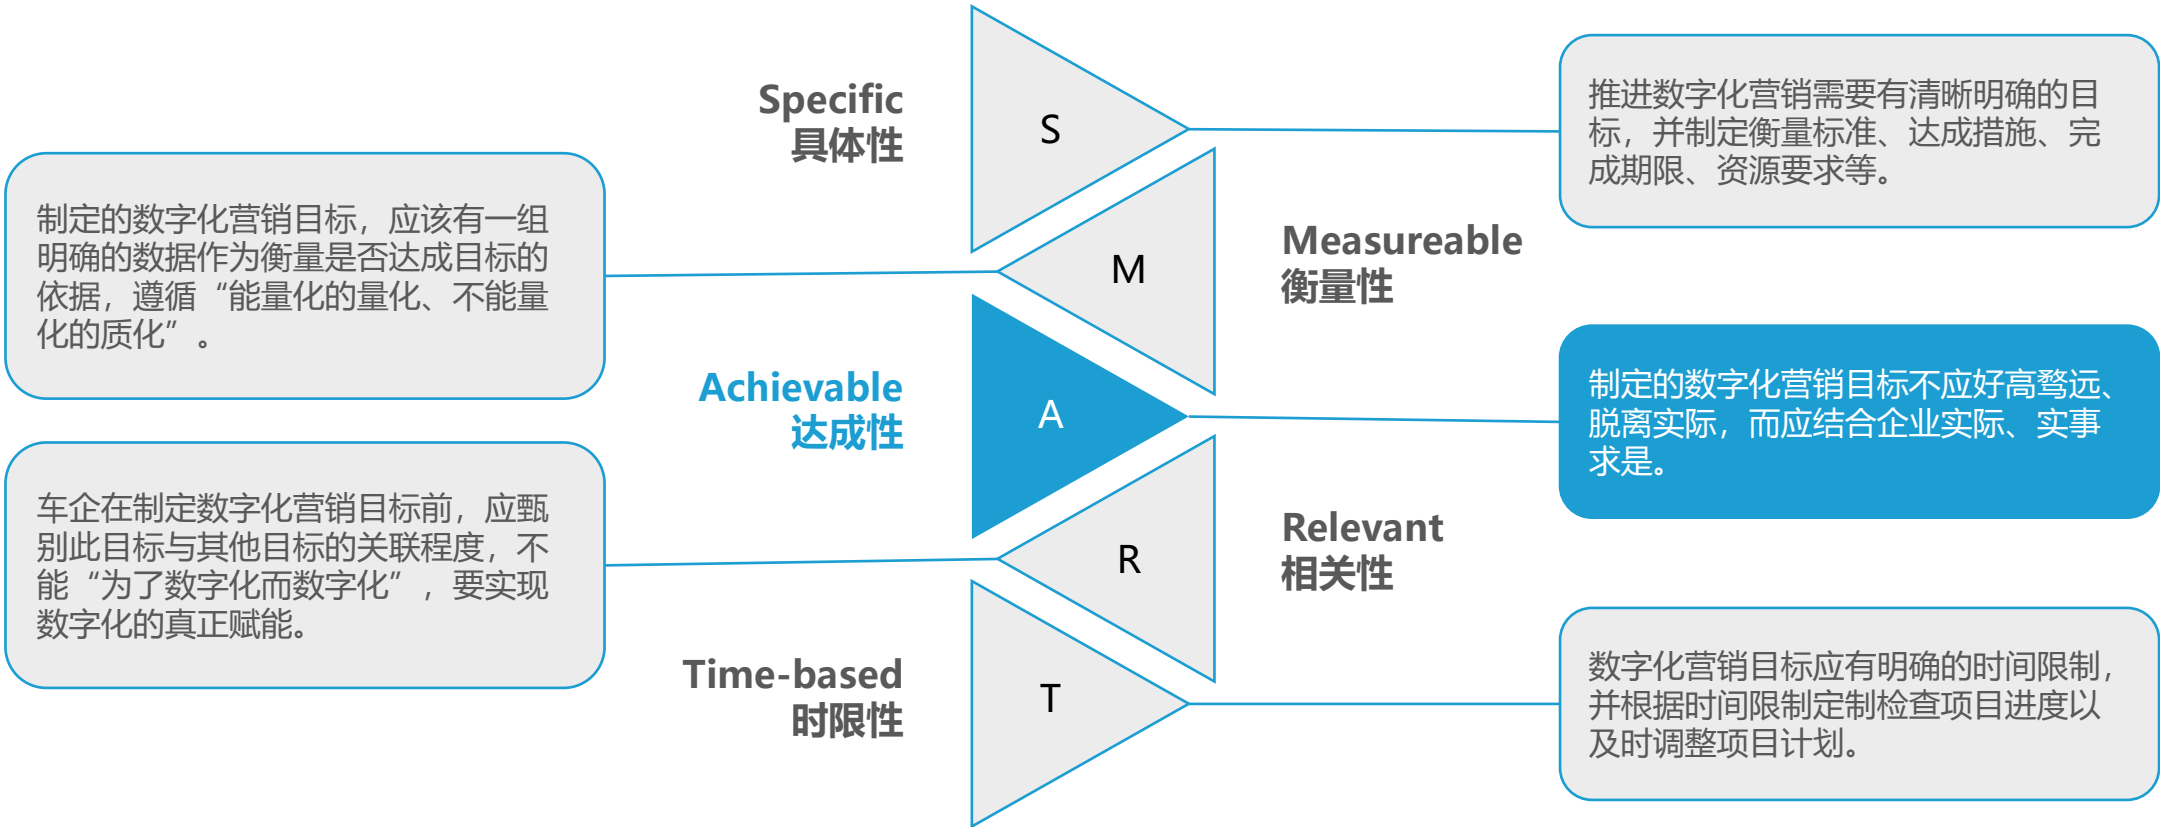 Specific
具体性
S
推进数字化营销需要有清晰明确的目
标，并制定衡量标准、达成措施、完
成期限、资源要求等。
制定的数字化营销目标，应该有一组
明确的数据作为衡量是否达成目标的
依据，遵循“能量化的量化、不能量
化的质化”。
M
Measureable
衡量性
Achievable
达成性
A
制定的数字化营销目标不应好高骛远、
脱离实际，而应结合企业实际、实事
求是。
车企在制定数字化营销目标前，应甄
别此目标与其他目标的关联程度，不
能“为了数字化而数字化”，要实现
数字化的真正赋能。
R
Relevant
相关性
Time-based
时限性
T
数字化营销目标应有明确的时间限制，
并根据时间限制定制检查项目进度以
及时调整项目计划。